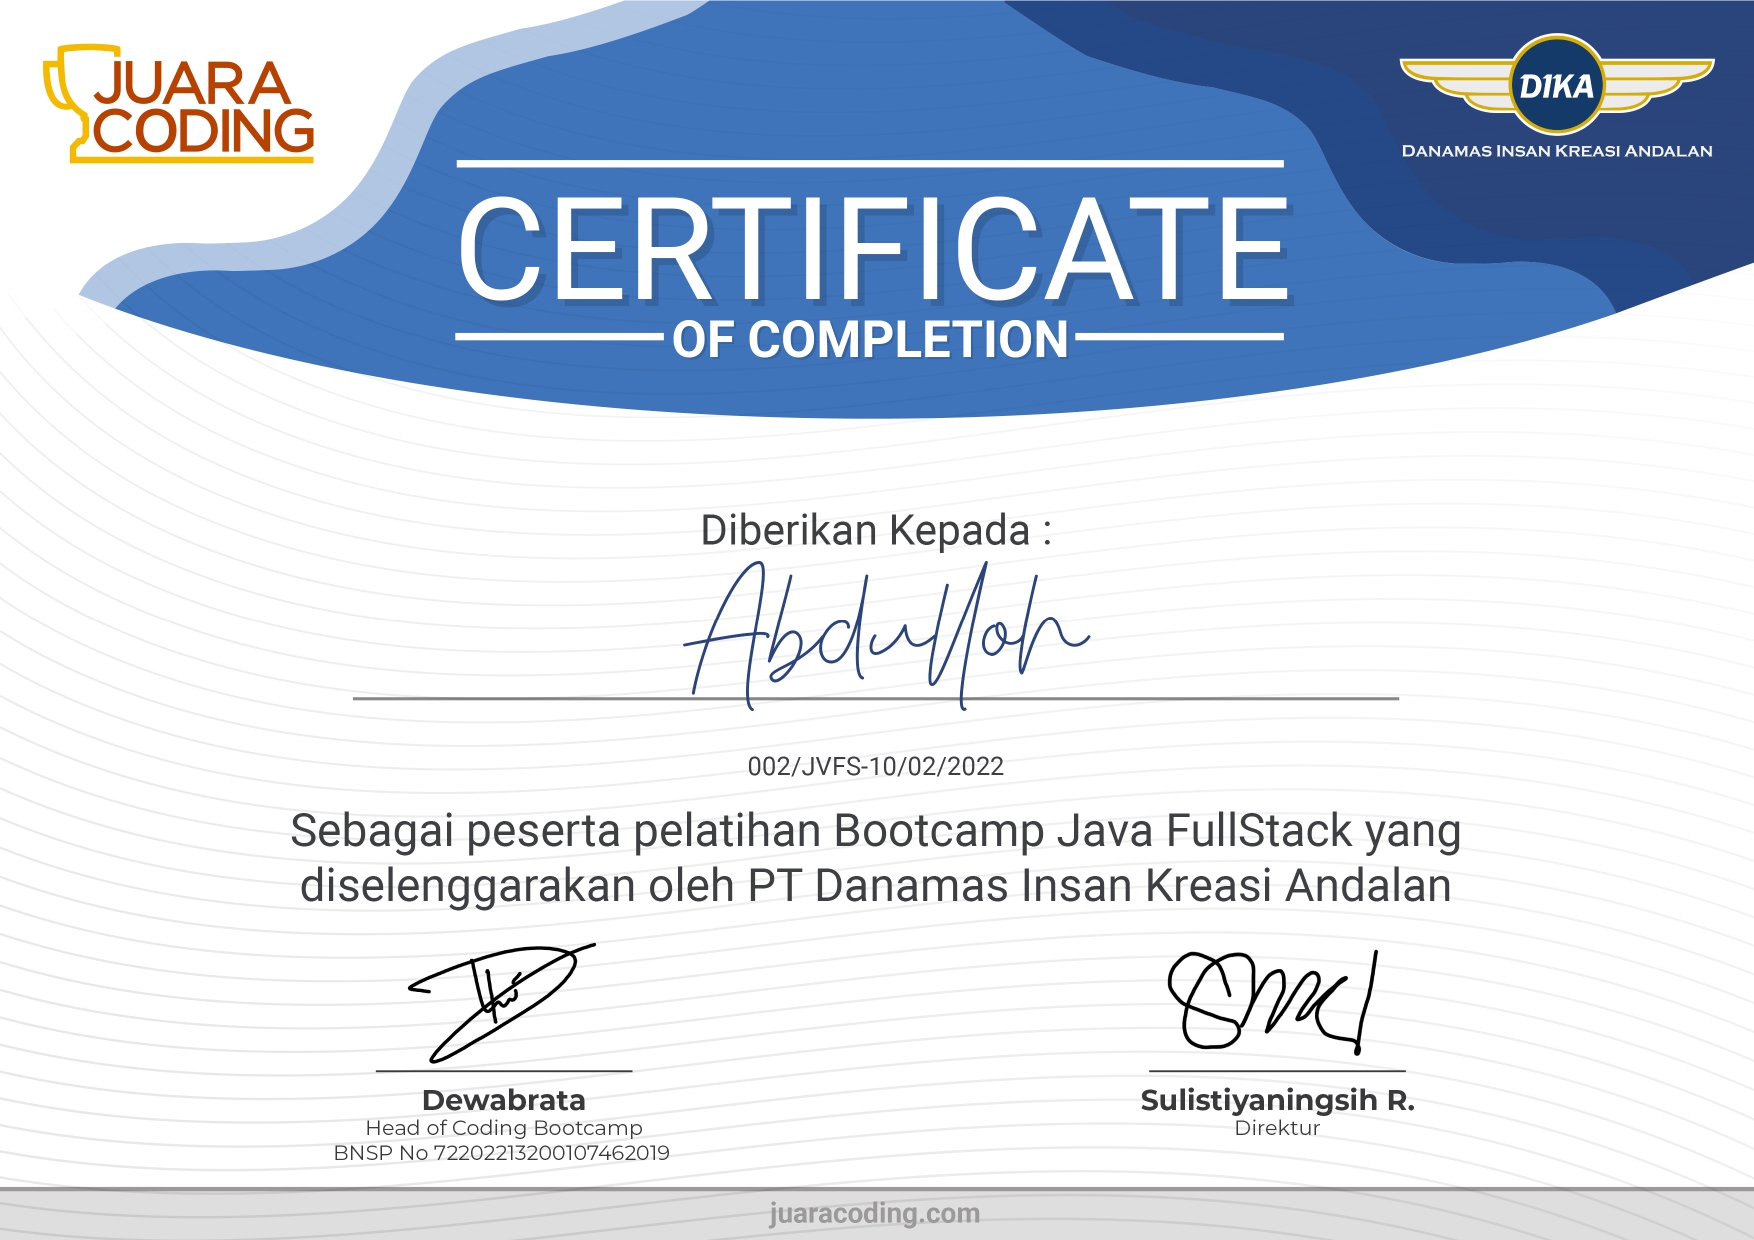 JUARA
CODING
DIKA
DANAMAS INSAN KREASI ANDALAN
CERTIFICATE
OF COMPLETION
Diberikan Kepada :
Abdulloh
002/JVFS-10/02/2022
Sebagai peserta pelatihan Bootcamp Java FullStack yang
diselenggarakan oleh PT Danamas Insan Kreasi Andalan
Dewabrata
Head of Coding Bootcamp
BNSP No 72202213200107462019
Sulistiyaningsih R.
Direktur
juaracoding.com